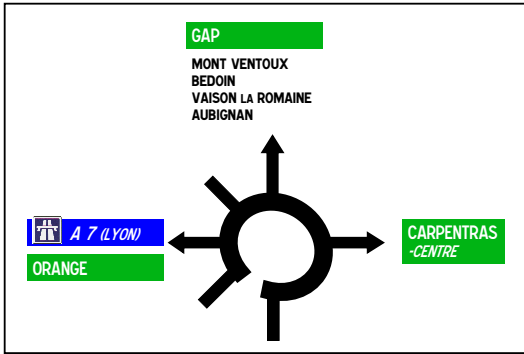 GAP
MONT VENTOUX
BEDOIN
VAISON LA ROMAINE
AUBIGNAN
A 7 (LYON)
ORANGE
CARPENTRAS
-CENTRE